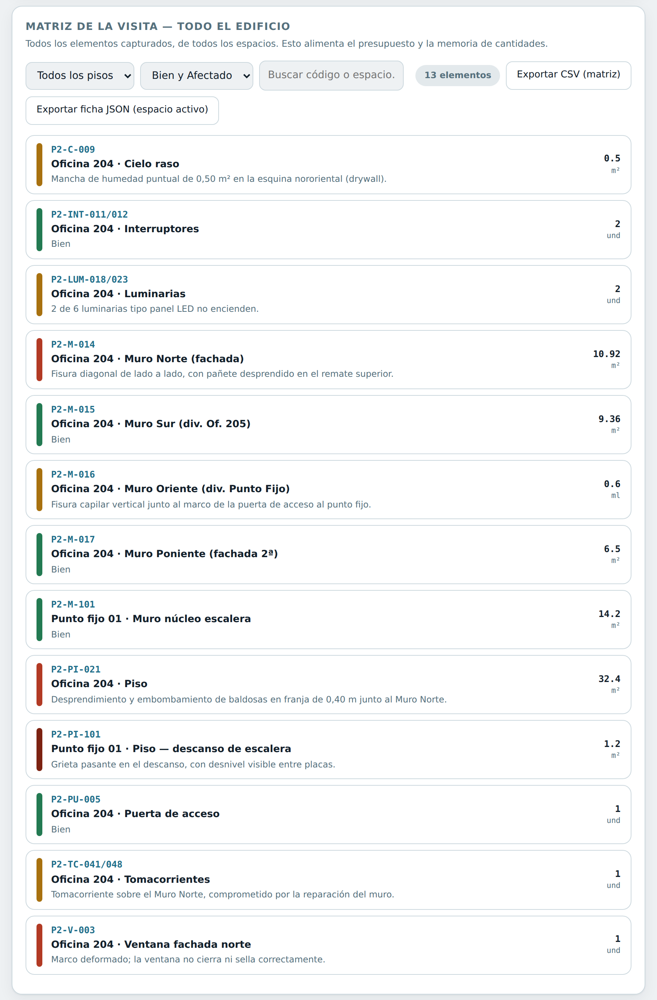 MATRIZ DE LA VISITA — TODO EL EDIFICIO
Todos los elementos capturados, de todos los espacios. Esto alimenta el presupuesto y la memoria de cantidades.
Todos los pisos
Bien y Afectado
Buscar código o espacio.
13 elementos
Exportar CSV (matriz)
Exportar ficha JSON (espacio activo)
P2-C-009
Oficina 204 · Cielo raso
Mancha de humedad puntual de 0,50 m² en la esquina nororiental (drywall).
0.5
m²
P2-INT-011/012
Oficina 204 · Interruptores
Bien
2
und
P2-LUM-018/023
Oficina 204 · Luminarias
2 de 6 luminarias tipo panel LED no encienden.
2
und
P2-M-014
Oficina 204 · Muro Norte (fachada)
Fisura diagonal de lado a lado, con pañete desprendido en el remate superior.
10.92
m²
P2-M-015
Oficina 204 · Muro Sur (div. Of. 205)
Bien
9.36
m²
P2-M-016
Oficina 204 · Muro Oriente (div. Punto Fijo)
Fisura capilar vertical junto al marco de la puerta de acceso al punto fijo.
0.6
ml
P2-M-017
Oficina 204 · Muro Poniente (fachada 2ª)
Bien
6.5
m²
P2-M-101
Punto fijo 01 · Muro núcleo escalera
Bien
14.2
m²
P2-PI-021
Oficina 204 · Piso
Desprendimiento y embombamiento de baldosas en franja de 0,40 m junto al Muro Norte.
32.4
m²
P2-PI-101
Punto fijo 01 · Piso — descanso de escalera
Grieta pasante en el descanso, con desnivel visible entre placas.
1.2
m²
P2-PU-005
Oficina 204 · Puerta de acceso
Bien
1
und
P2-TC-041/048
Oficina 204 · Tomacorrientes
Tomacorriente sobre el Muro Norte, comprometido por la reparación del muro.
1
und
P2-V-003
Oficina 204 · Ventana fachada norte
Marco deformado; la ventana no cierra ni sella correctamente.
1
und